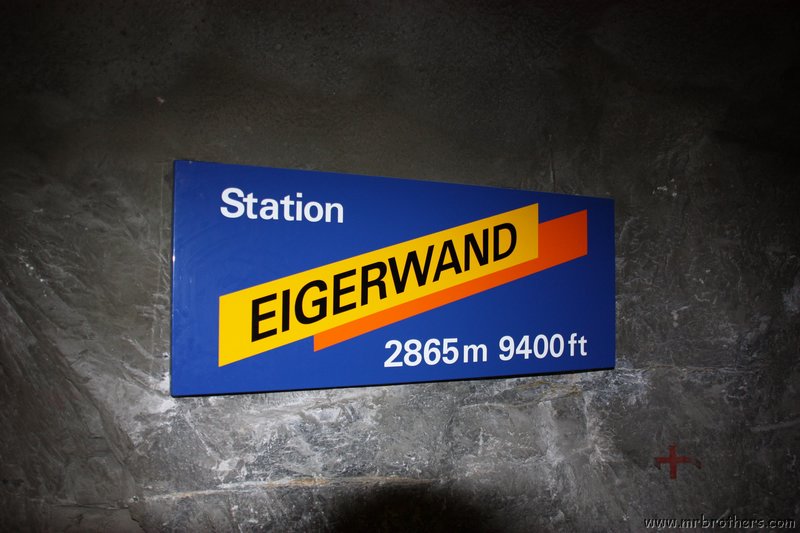 Station
EIGERWAND
2865m 9400ft
www.mrbrothers.com